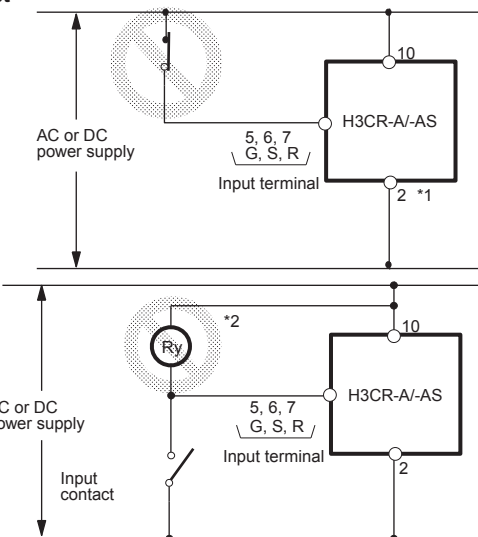 10
AC or DC
power supply
H3CR-A/-AS
5, 6, 7
G, S, R
Input terminal
2 *1
*2
10
Ry
C or DC
ower supply
H3CR-A/-AS
5, 6, 7
G, S, R
Input terminal
Input
contact
2